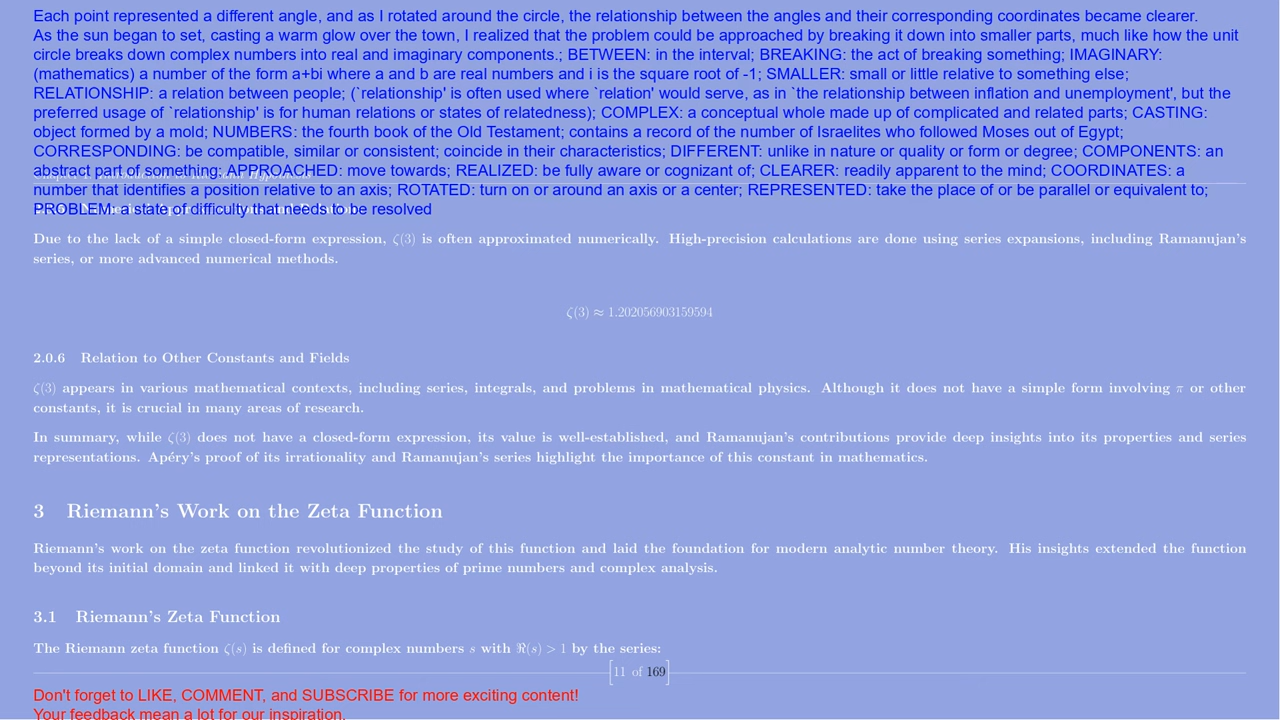 Each point represented a different angle, and as I rotated around the circle, the relationship between the angles and their corresponding coordinates became clearer.
As the sun began to set, casting a warm glow over the town, I realized that the problem could be approached by breaking it down into smaller parts, much like how the unit
circle breaks down complex numbers into real and imaginary components.; BETWEEN: in the interval; BREAKING: the act of breaking something; IMAGINARY:
(mathematics) a number of the form a+bi where a and b are real numbers and i is the square root of -1; SMALLER: small or little relative to something else;
RELATIONSHIP: a relation between people; (`relationship' is often used where `relation' would serve, as in `the relationship between inflation and unemployment', but the
preferred usage of `relationship' is for human relations or states of relatedness); COMPLEX: a conceptual whole made up of complicated and related parts; CASTING:
object formed by a mold; NUMBERS: the fourth book of the Old Testament; contains a record of the number of Israelites who followed Moses out of Egypt;
CORRESPONDING: be compatible, similar or consistent; coincide in their characteristics; DIFFERENT: unlike in nature or quality or form or degree; COMPONENTS: an
abstract part of something; APPROACHED: move towards; REALIZED: be fully aware or cognizant of; CLEARER: readily apparent to the mind; COORDINATES: a
number that identifies a position relative to an axis; ROTATED: turn on or around an axis or a center; REPRESENTED: take the place of or be parallel or equivalent to;
PROBLEM: a state of difficulty that needs to be resolved
Due to the lack of a simple closed-form expression, ζ(3) is often approximated numerically. High-precision calculations are done using series expansions, including Ramanujan's
series, or more advanced numerical methods.
ζ(3) ≈ 1.202056903159594
2.0.6 Relation to Other Constants and Fields
ζ(3) appears in various mathematical contexts, including series, integrals, and problems in mathematical physics. Although it does not have a simple form involving π or other
constants, it is crucial in many areas of research.
In summary, while ζ(3) does not have a closed-form expression, its value is well-established, and Ramanujan's contributions provide deep insights into its properties and series
representations. Apéry's proof of its irrationality and Ramanujan's series highlight the importance of this constant in mathematics.
3 Riemann's Work on the Zeta Function
Riemann's work on the zeta function revolutionized the study of this function and laid the foundation for modern analytic number theory. His insights extended the function
beyond its initial domain and linked it with deep properties of prime numbers and complex analysis.
3.1 Riemann's Zeta Function
The Riemann zeta function ζ(s) is defined for complex numbers s with ℜ(s) > 1 by the series:
[11 of 169]
Don't forget to LIKE, COMMENT, and SUBSCRIBE for more exciting content!
Your feedback mean a lot for our inspiration.